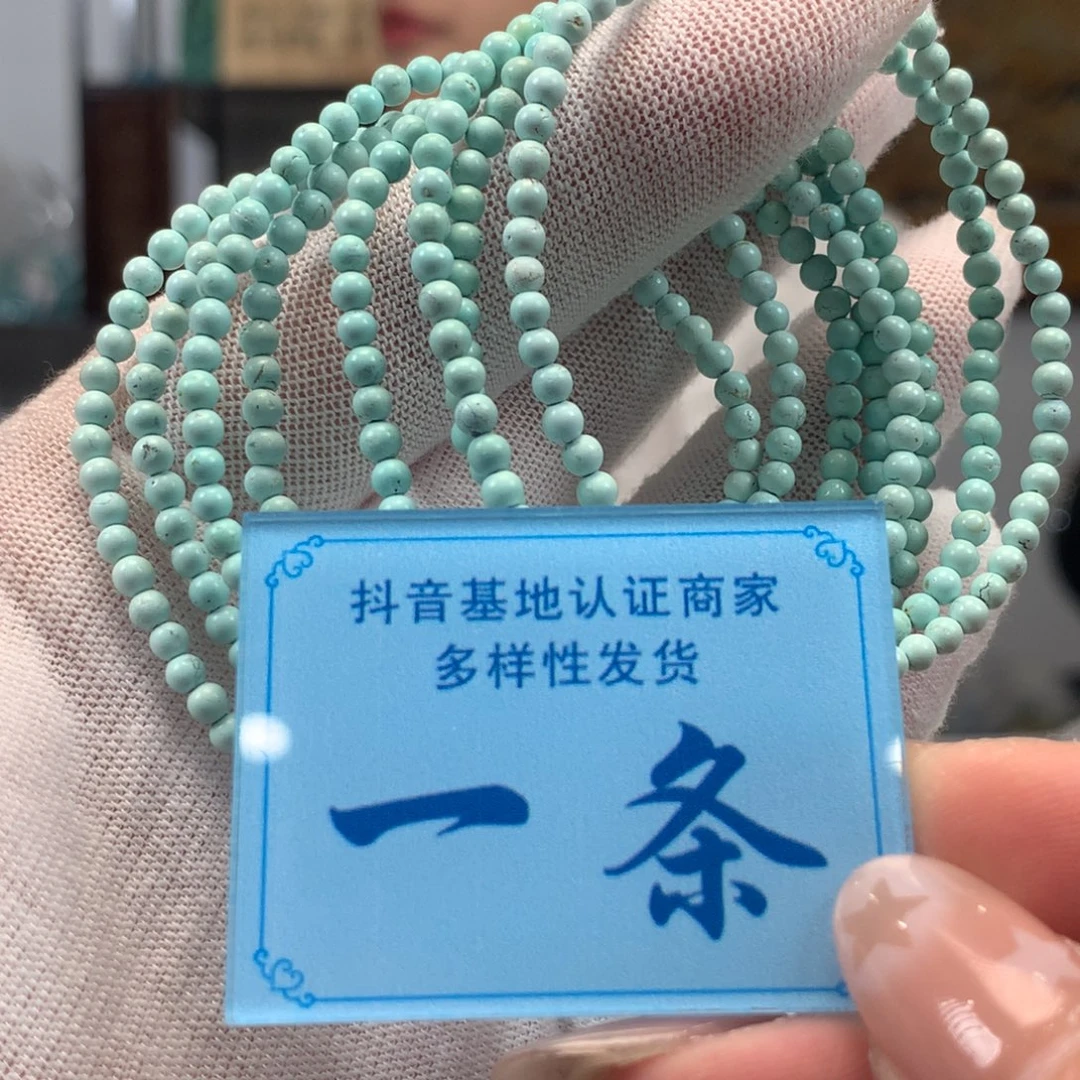 抖音基地认证商家
多样性发货
一条